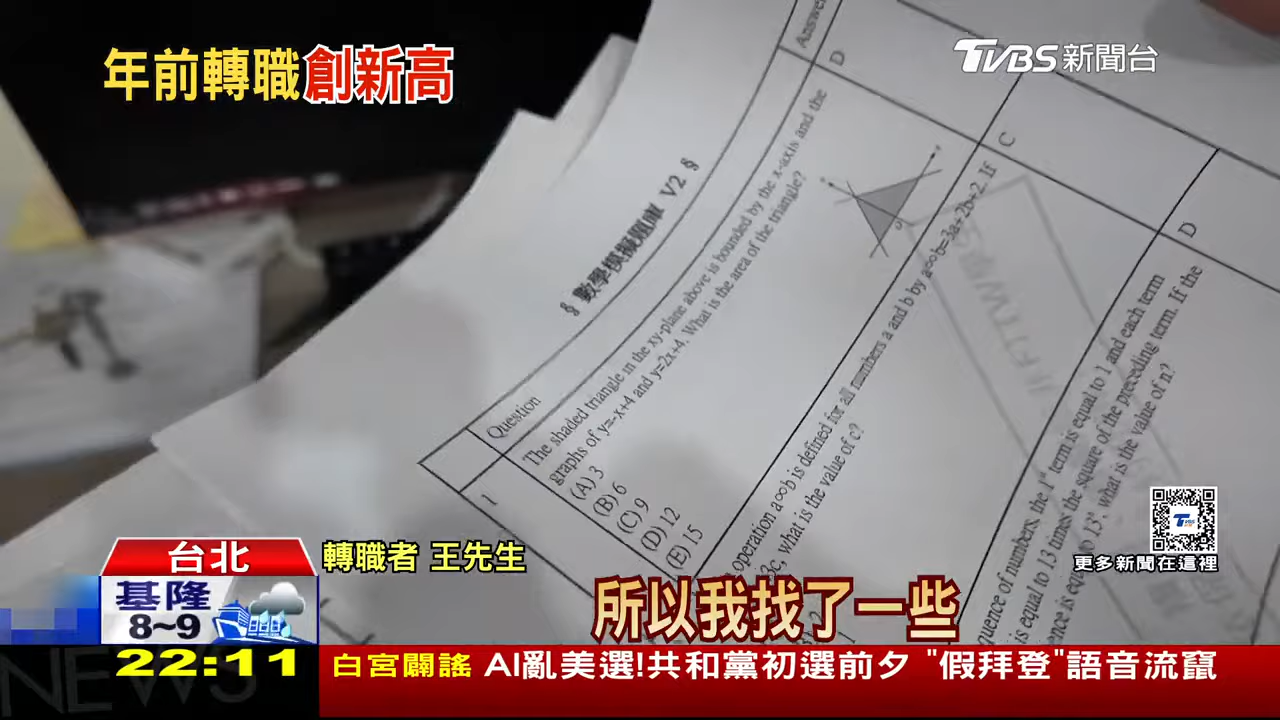 年前轉職創新高
TVBS新聞台
Answer
D
§ 數學模擬題庫 V2 §
Question
1
The shaded triangle in the xy-plane above is bounded by the x-axis and the
graphs of y=-x+4 and y=2x+4. What is the area of the triangle?
(A) 3
(B) 6
(C) 9
(D) 12
(E) 15
C
operation a∞b is defined for all numbers a and b by a∞b=3a+2b+2. If
3c, what is the value of c?
D
quence of numbers, the 1st term is equal to 1 and each term
is equal to 13 times the square of the preceding term. If the
what is the value of n?
更多新聞在這裡
台北
轉職者 王先生
基隆
8~9
所以我找了一些
22:11
白宮闢謠 AI亂美選!共和黨初選前夕 "假拜登"語音流竄
NEWS